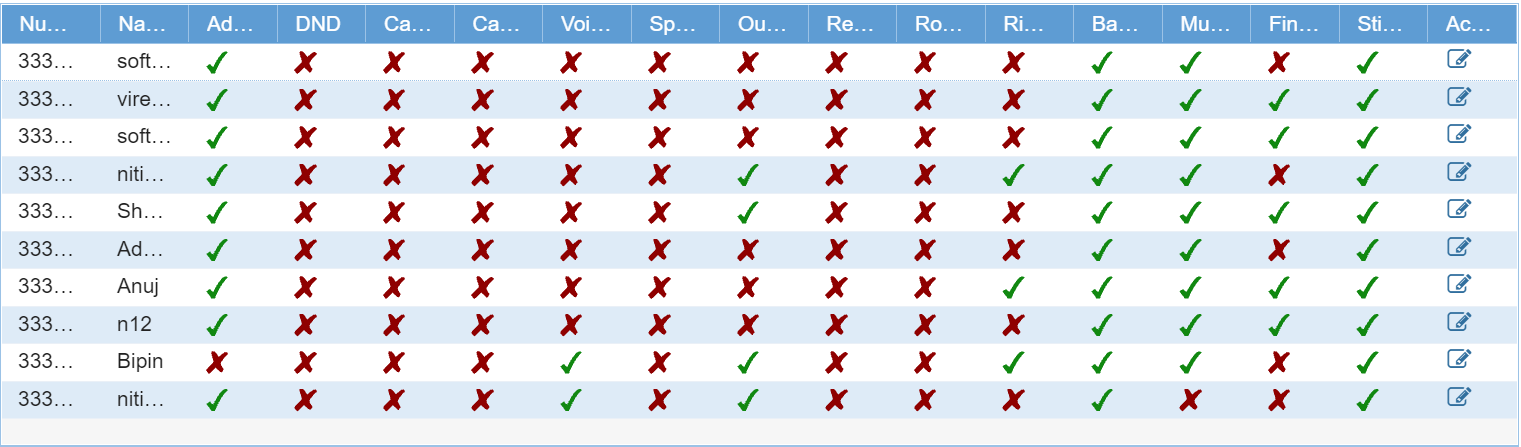 Nu... Na... Ad... DND Ca... Ca... Voi... Sp... Ou... Re... Ro... Ri... Ba... Mu... Fin... Sti... Ac...
333... soft...
333... vire...
333... soft...
333... niti...
333... Sh...
333... Ad...
333... Anuj
333... n12
333... Bipin
333... niti...